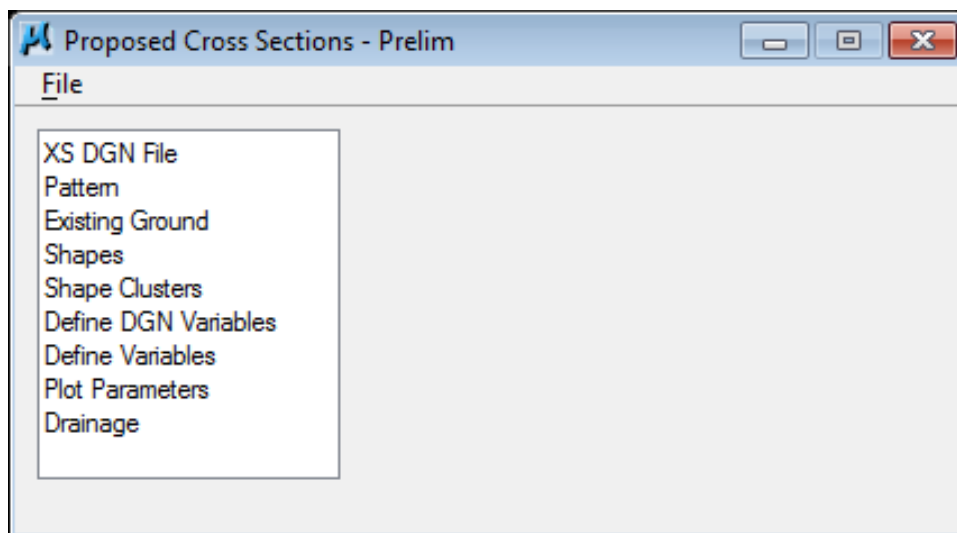 Proposed Cross Sections - Prelim
File
XS DGN File
Pattern
Existing Ground
Shapes
Shape Clusters
Define DGN Variables
Define Variables
Plot Parameters
Drainage